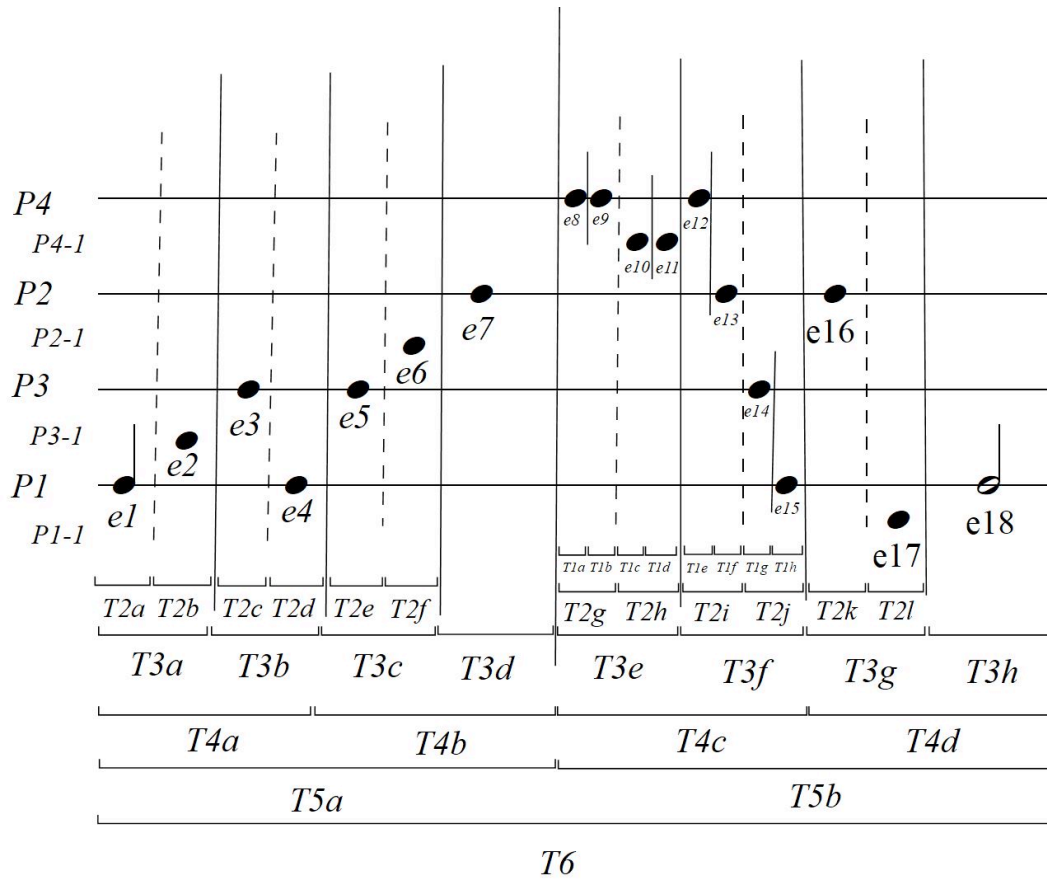 P4
e8 e9 e12
P4-1
e10 e11
P2
e7 e13 e16
P2-1
e6
P3
e3 e5 e14
P3-1
e2
P1
e1 e4 e15 e18
P1-1
e17
T1a T1b T1c T1d T1e T1f T1g T1h
T2a T2b T2c T2d T2e T2f T2g T2h T2i T2j T2k T2l
T3a T3b T3c T3d T3e T3f T3g T3h
T4a T4b T4c T4d
T5a T5b
T6